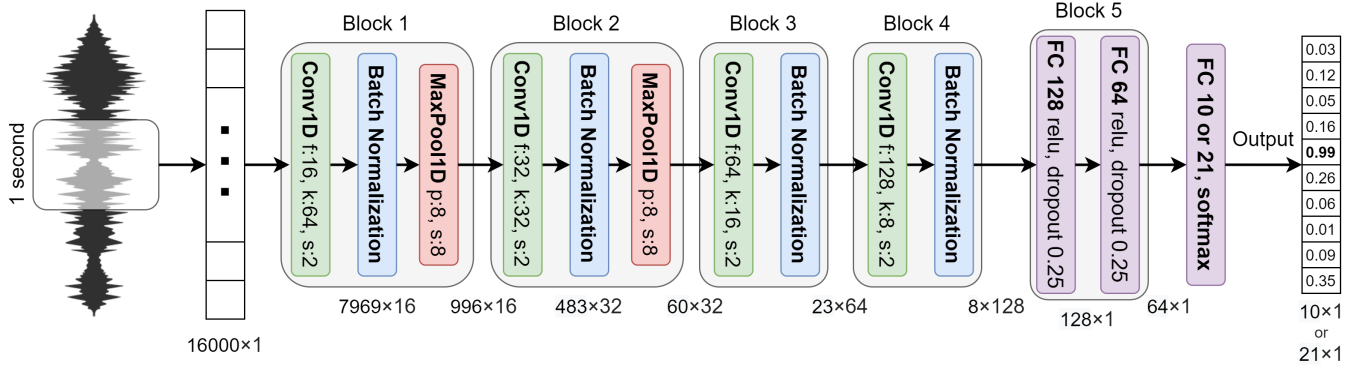 1 second
16000×1
Block 1
Conv1D f:16, k:64, s:2
Batch Normalization
MaxPool1D p:8, s:8
7969×16
996×16
Block 2
Conv1D f:32, k:32, s:2
Batch Normalization
MaxPool1D p:8, s:8
483×32
60×32
Block 3
Conv1D f:64, k:16, s:2
Batch Normalization
23×64
Block 4
Conv1D f:128, k:8, s:2
Batch Normalization
8×128
Block 5
FC 128 relu, dropout 0.25
FC 64 relu, dropout 0.25
128×1
64×1
FC 10 or 21, softmax
Output
0.03
0.12
0.05
0.16
0.99
0.26
0.06
0.01
0.09
0.35
10×1
or
21×1